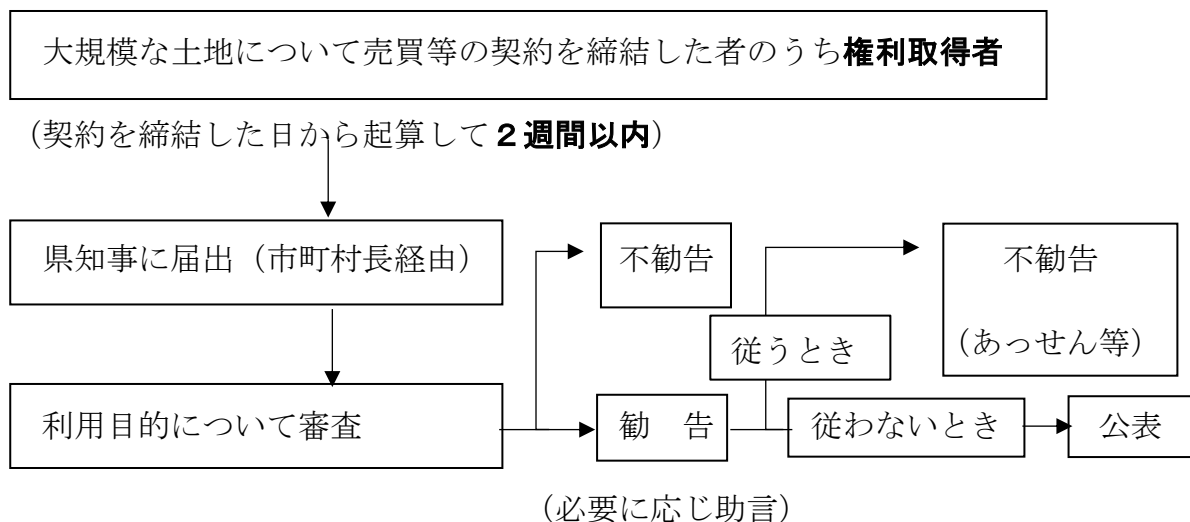 大規模な土地について売買等の契約を締結した者のうち権利取得者
（契約を締結した日から起算して２週間以内）
県知事に届出（市町村長経由）
不勧告
不勧告
（あっせん等）
従うとき
利用目的について審査
勧　告
従わないとき
公表
（必要に応じ助言）